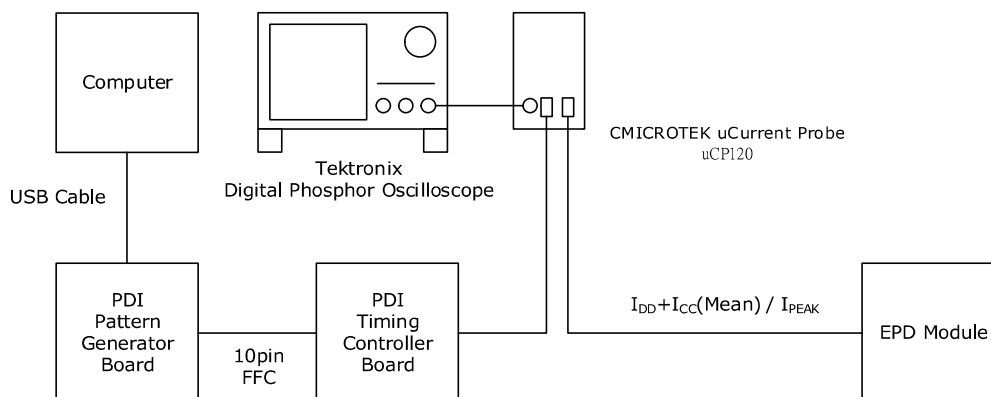 Computer
CMICROTEK uCurrent Probe
uCP120
Tektronix
Digital Phosphor Oscilloscope
USB Cable
PDI
Pattern
Generator
Board
10pin
FFC
PDI
Timing
Controller
Board
IDD+ICC(Mean) / IPEAK
EPD Module